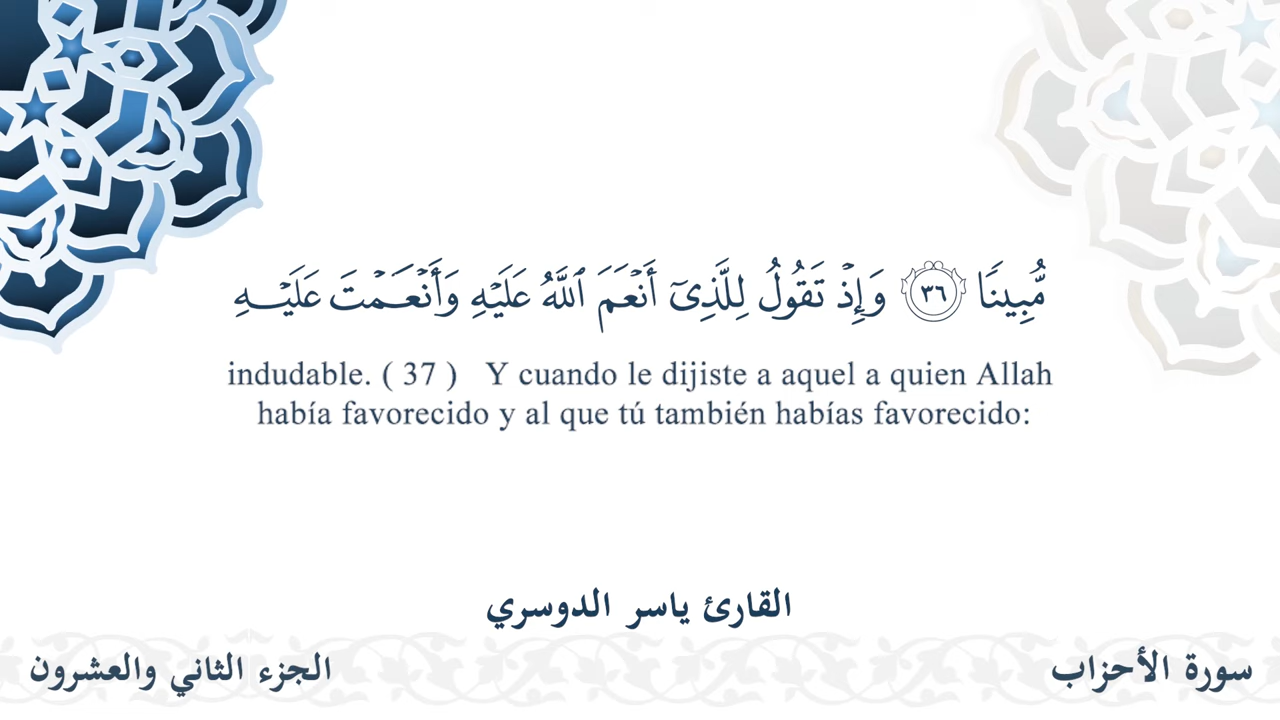 مُّبِينًا ٣٦ وَإِذْ تَقُولُ لِلَّذِىٓ أَنْعَمَ ٱللَّهُ عَلَيْهِ وَأَنْعَمْتَ عَلَيْهِ
indudable. ( 37 ) Y cuando le dijiste a aquel a quien Allah
había favorecido y al que tú también habías favorecido:
القارئ ياسر الدوسري
سورة الأحزاب
الجزء الثاني والعشرون